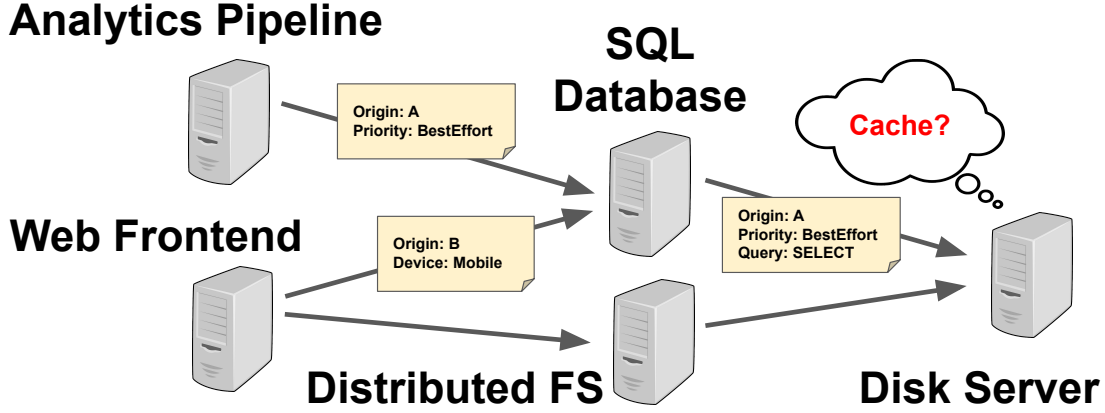 Analytics Pipeline
SQL
Database
Origin: A
Priority: BestEffort
Cache?
Web Frontend
Origin: B
Device: Mobile
Origin: A
Priority: BestEffort
Query: SELECT
Distributed FS
Disk Server